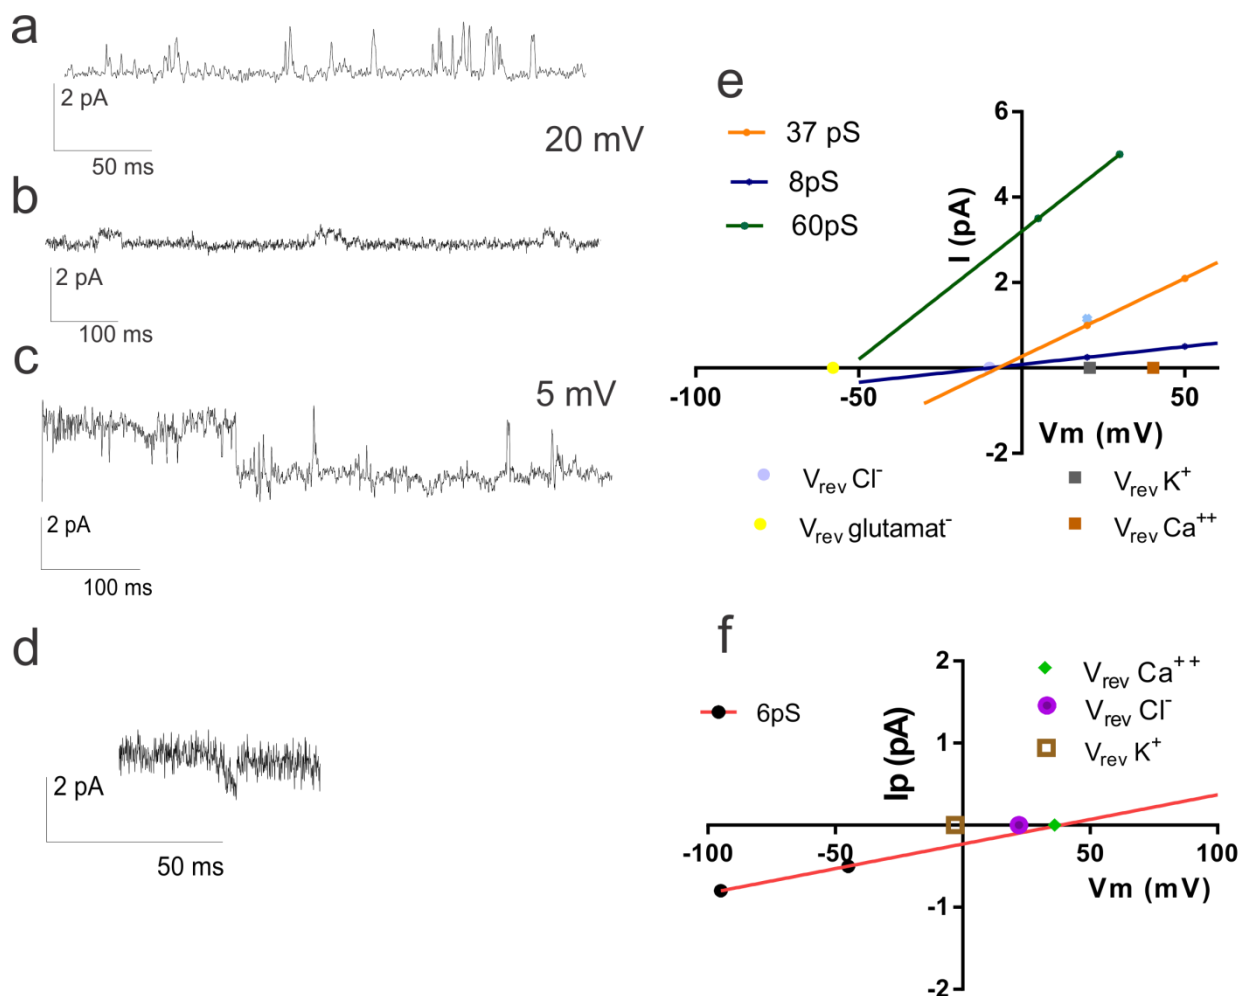 a
2 pA
50 ms
20 mV
b
2 pA
100 ms
c
5 mV
2 pA
100 ms
d
2 pA
50 ms
e
37 pS
8pS
60pS
I (pA)
6
4
2
-2
-100
-50
50
Vm (mV)
Vrev Cl⁻
Vrev K⁺
Vrev glutamat⁻
Vrev Ca⁺⁺
f
6pS
Ip (pA)
2
1
-1
-2
-100
-50
0
50
100
Vm (mV)
Vrev Ca⁺⁺
Vrev Cl⁻
Vrev K⁺